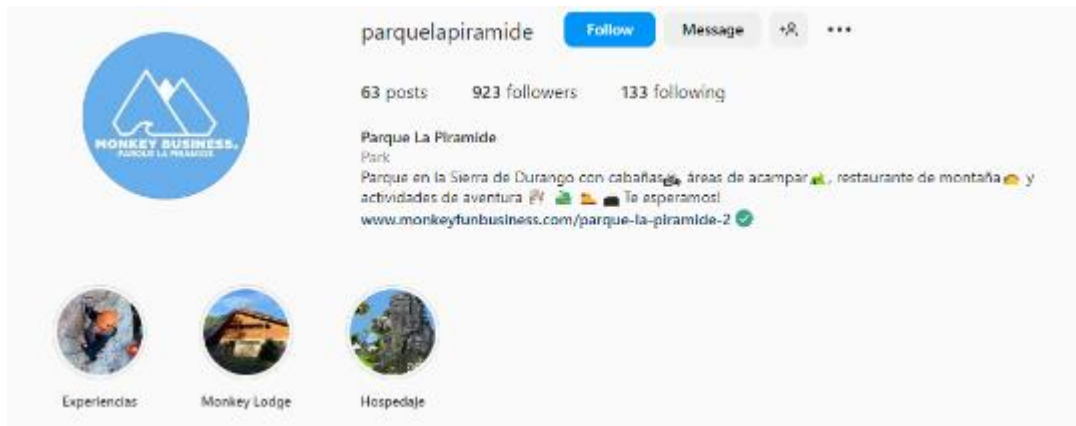 parquelapiramide Follow Message
63 posts 923 followers 133 following
MONKEY BUSINESS.
PARQUE LA PIRAMIDE
Parque La Piramide
Park
Parque en la Sierra de Durango con cabañas🏍, áreas de acampar🏕, restaurante de montaña🌮 y
actividades de aventura Te esperamos!
www.monkeyfunbusiness.com/parque-la-piramide-2
Experiencias Monkey Lodge Hospedaje